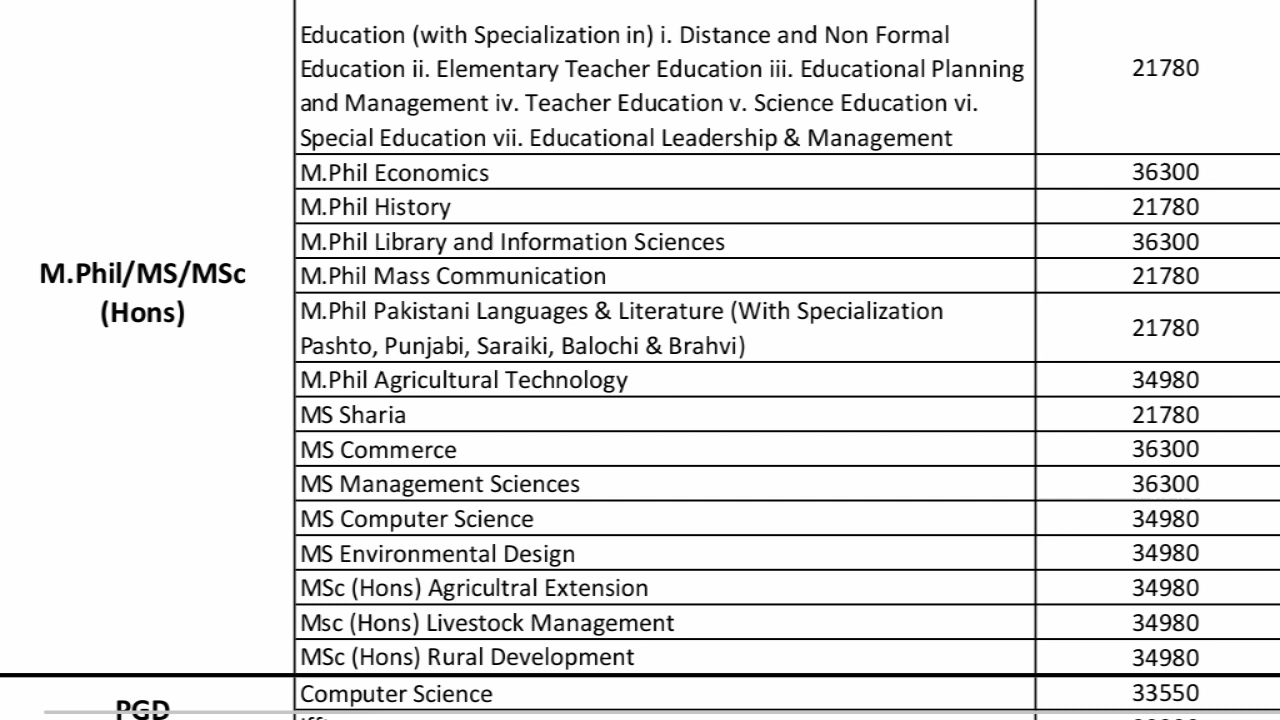 Education (with Specialization in) i. Distance and Non Formal
Education ii. Elementary Teacher Education iii. Educational Planning
and Management iv. Teacher Education v. Science Education vi.
Special Education vii. Educational Leadership & Management
21780
M.Phil/MS/MSc
(Hons)
M.Phil Economics 36300
M.Phil History 21780
M.Phil Library and Information Sciences 36300
M.Phil Mass Communication 21780
M.Phil Pakistani Languages & Literature (With Specialization
Pashto, Punjabi, Saraiki, Balochi & Brahvi)
21780
M.Phil Agricultural Technology 34980
MS Sharia 21780
MS Commerce 36300
MS Management Sciences 36300
MS Computer Science 34980
MS Environmental Design 34980
MSc (Hons) Agricultral Extension 34980
Msc (Hons) Livestock Management 34980
MSc (Hons) Rural Development 34980
PGD
Computer Science 33550